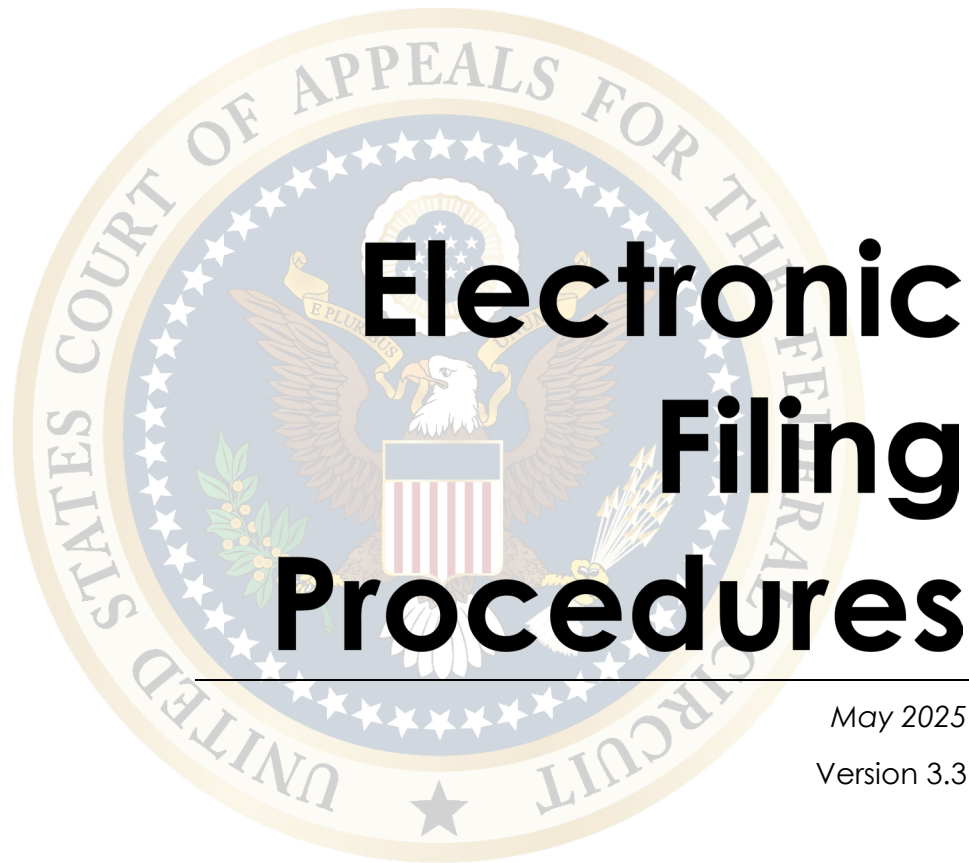 UNITED STATES COURT OF APPEALS FOR THE FEDERAL CIRCUIT
E PLURIBUS UNUM
Electronic
Filing
Procedures
May 2025
Version 3.3